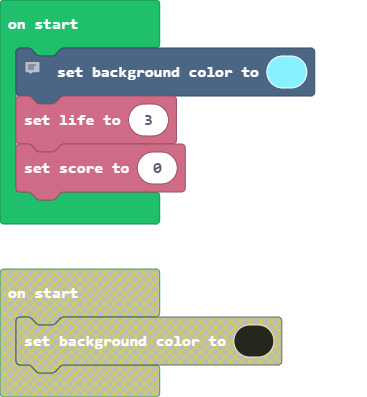 on start
set background color to
set life to 3
set score to 0
on start
set background color to